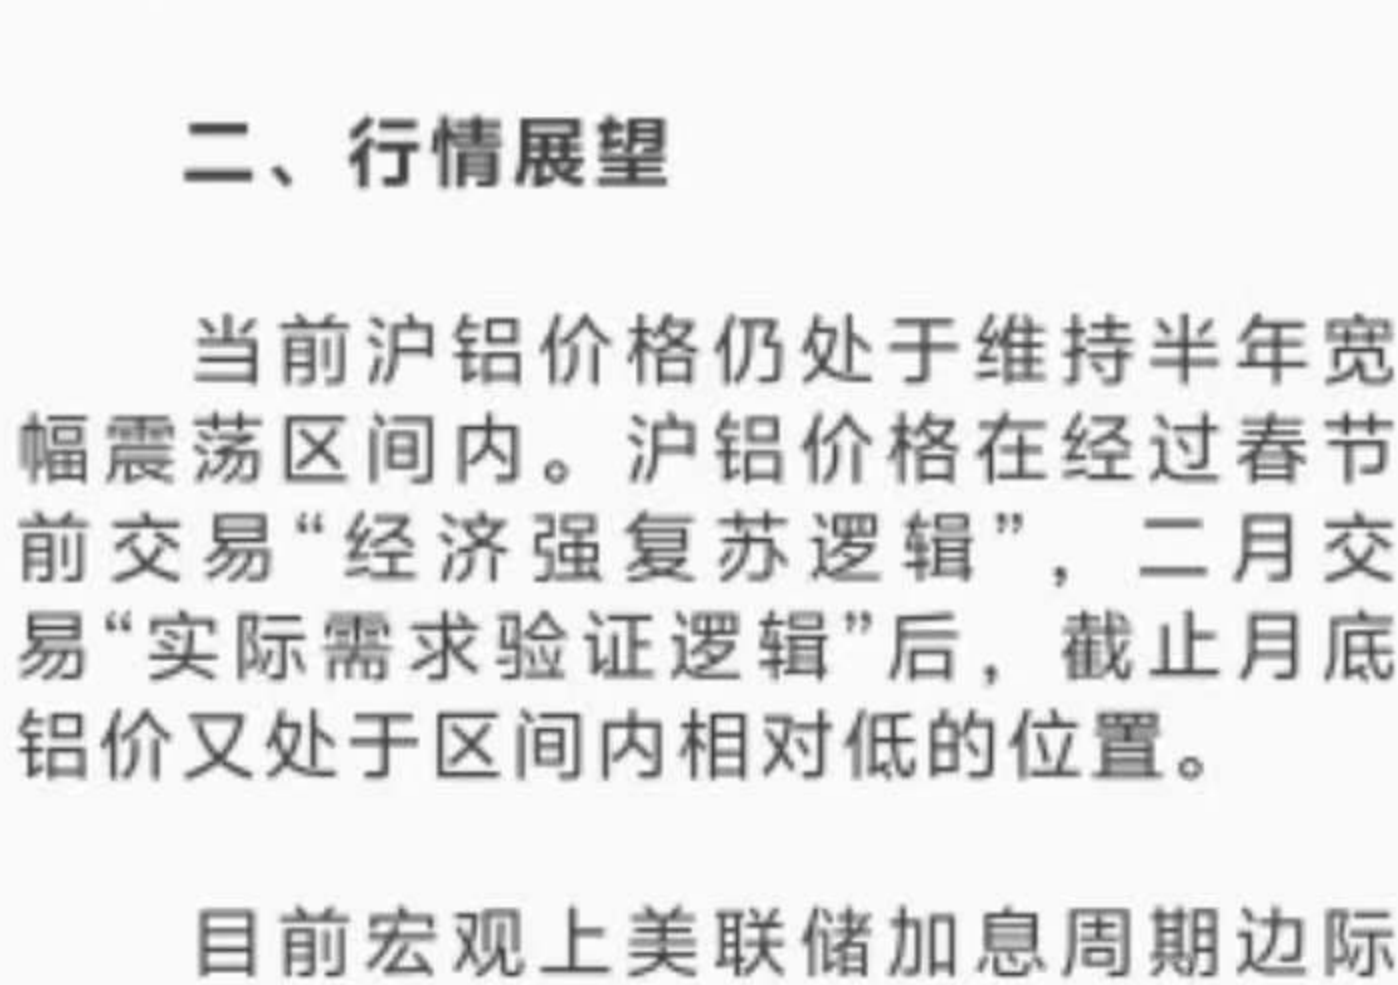 二、行情展望
当前沪铝价格仍处于维持半年宽
幅震荡区间内。沪铝价格在经过春节
前交易“经济强复苏逻辑”，二月交
易“实际需求验证逻辑”后，截止月底
铝价又处于区间内相对低的位置。
目前宏观上美联储加息周期边际